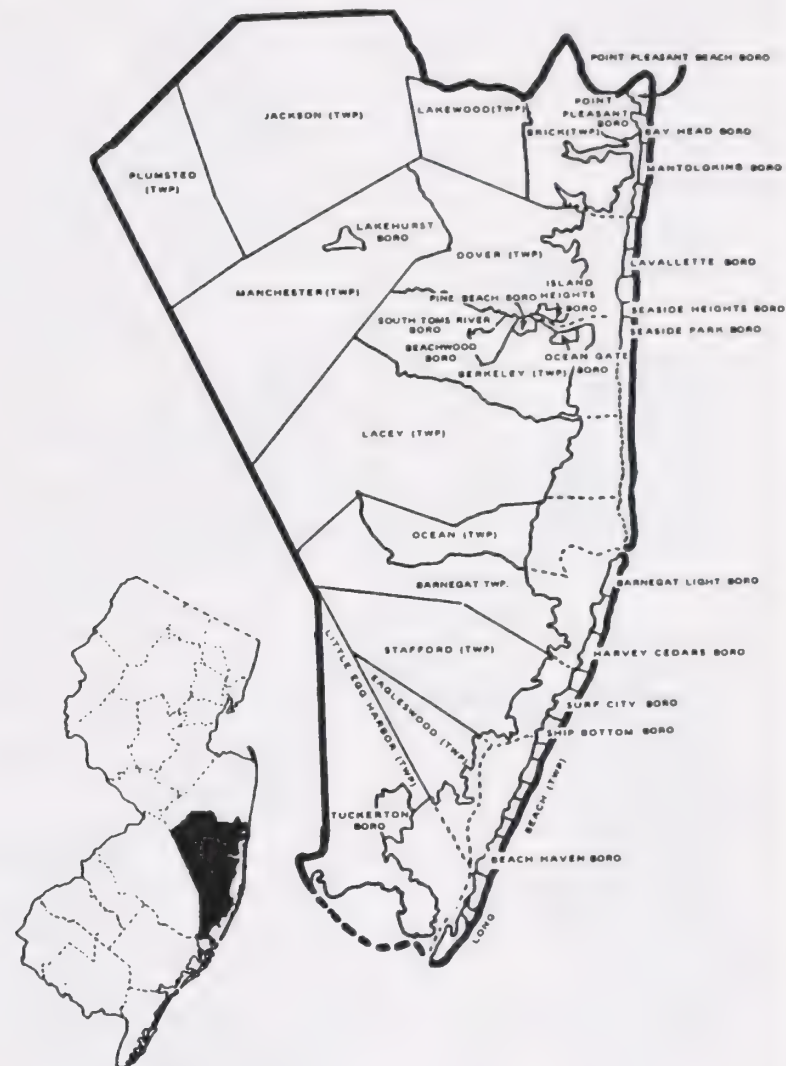 POINT PLEASANT BEACH BORO
POINT
PLEASANT
BORO
JACKSON (TWP)
LAKEWOOD(TWP)
BRICK(TWP)
BAY HEAD BORO
MANTOLOKING BORO
PLUMSTED
(TWP)
LAKEHURST
BORO
DOVER (TWP)
LAVALLETTE BORO
MANCHESTER(TWP)
ISLAND
HEIGHTS
BORO
PINE BEACH BORO
SEASIDE HEIGHTS BORO
SOUTH TOMS RIVER
BORO
SEASIDE PARK BORO
BEACHWOOD
BORO
OCEAN GATE
BORO
BERKELEY (TWP)
LACEY (TWP)
OCEAN (TWP)
BARNEGAT TWP.
BARNEGAT LIGHT BORO
STAFFORD (TWP)
HARVEY CEDARS BORO
LITTLE EGG HARBOR (TWP)
EAGLESWOOD (TWP)
SURF CITY BORO
SHIP BOTTOM BORO
TUCKERTON
BORO
BEACH HAVEN BORO
LONG BEACH (TWP)